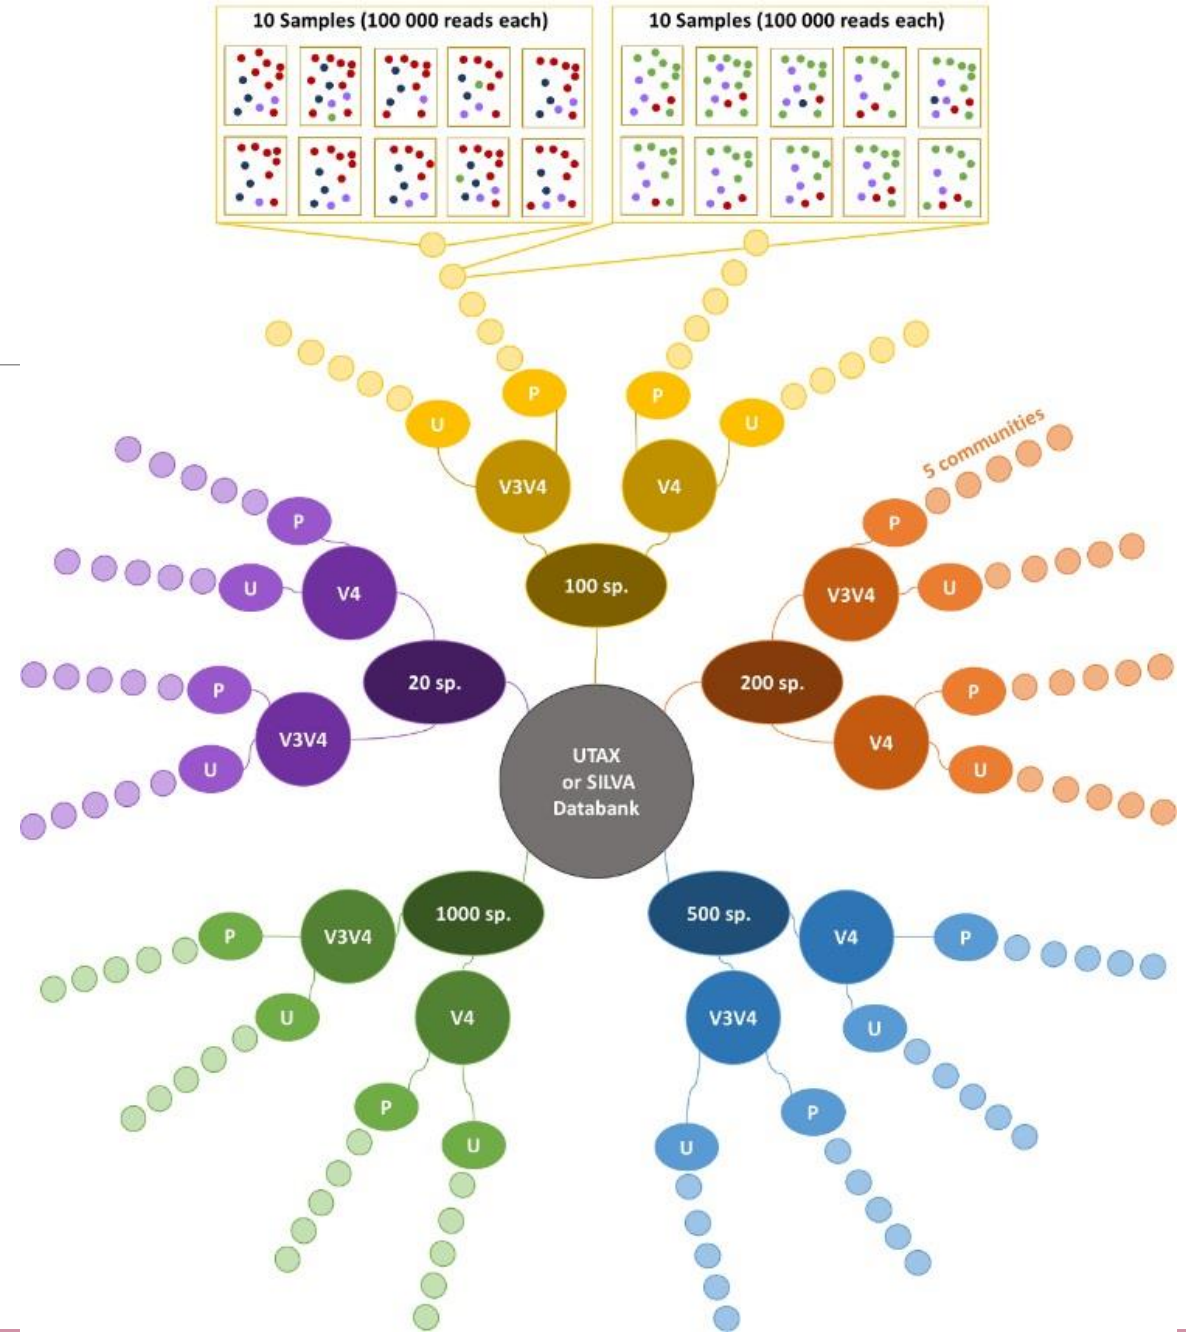 10 Samples (100 000 reads each)
10 Samples (100 000 reads each)
P
P
U
U
V3V4
V4
100 sp.
5 communities
P
V3V4
U
200 sp.
P
V4
U
P
V4
U
20 sp.
P
V3V4
U
UTAX
or SILVA
Databank
1000 sp.
V3V4
P
U
V4
P
U
500 sp.
V4
P
U
V3V4
P
U